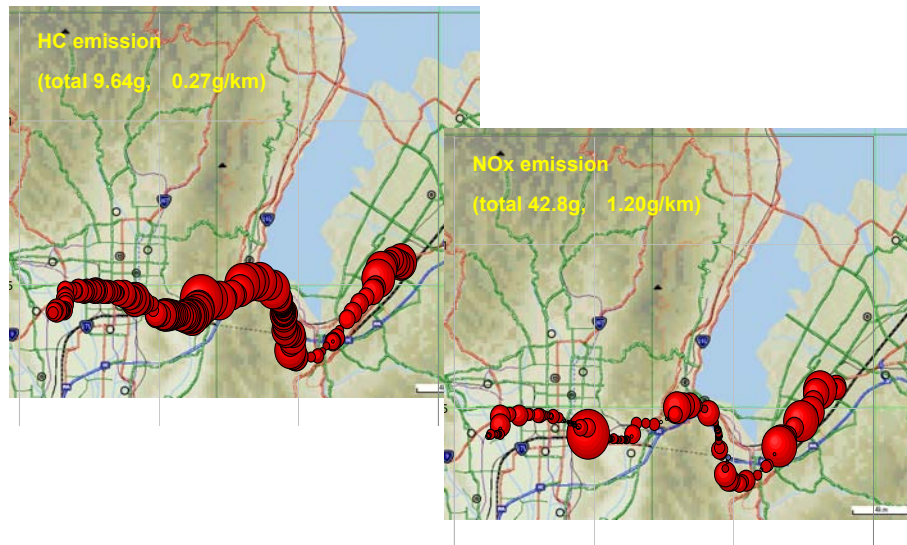 HC emission
(total 9.64g, 0.27g/km)
NOx emission
(total 42.8g, 1.20g/km)